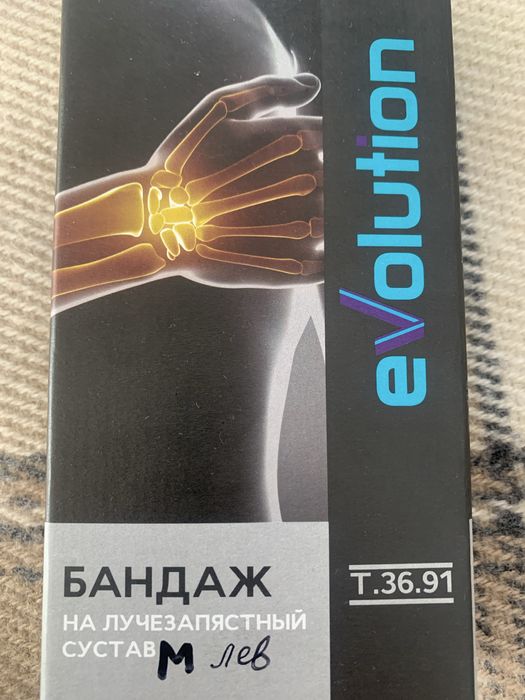 evolution
БАНДАЖ
НА ЛУЧЕЗАПЯСТНЫЙ
СУСТАВ М лев
Т.36.91